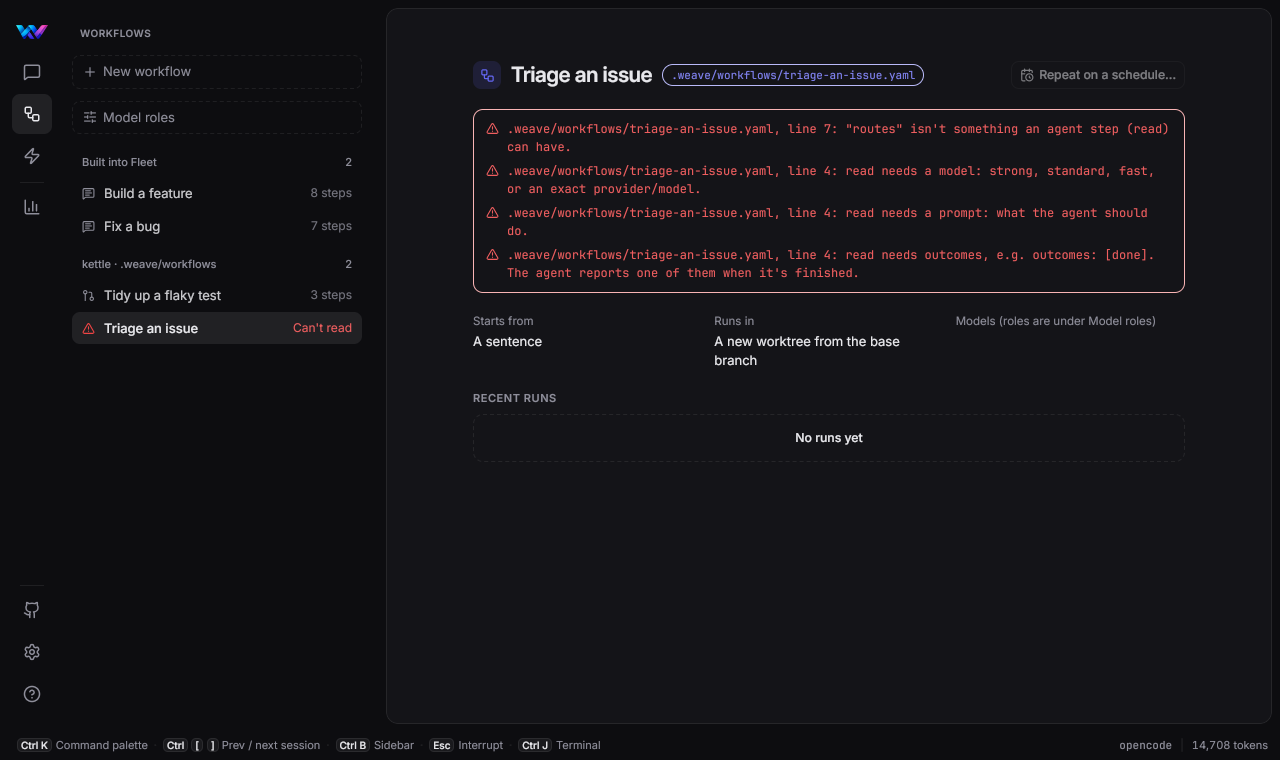 WORKFLOWS
New workflow
Model roles
Built into Fleet 2
Build a feature 8 steps
Fix a bug 7 steps
kettle · .weave/workflows 2
Tidy up a flaky test 3 steps
Triage an issue Can't read
Triage an issue .weave/workflows/triage-an-issue.yaml Repeat on a schedule...
.weave/workflows/triage-an-issue.yaml, line 7: "routes" isn't something an agent step (read)
can have.
.weave/workflows/triage-an-issue.yaml, line 4: read needs a model: strong, standard, fast,
or an exact provider/model.
.weave/workflows/triage-an-issue.yaml, line 4: read needs a prompt: what the agent should
do.
.weave/workflows/triage-an-issue.yaml, line 4: read needs outcomes, e.g. outcomes: [done].
The agent reports one of them when it's finished.
Starts from
A sentence
Runs in
A new worktree from the base
branch
Models (roles are under Model roles)
RECENT RUNS
No runs yet
Ctrl K Command palette · Ctrl [ ] Prev / next session · Ctrl B Sidebar · Esc Interrupt · Ctrl J Terminal
opencode 14,708 tokens